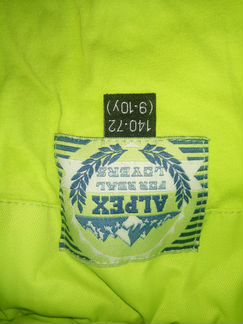 ALPEX
FOR REAL
LOVERS
140-72
(9-10y)